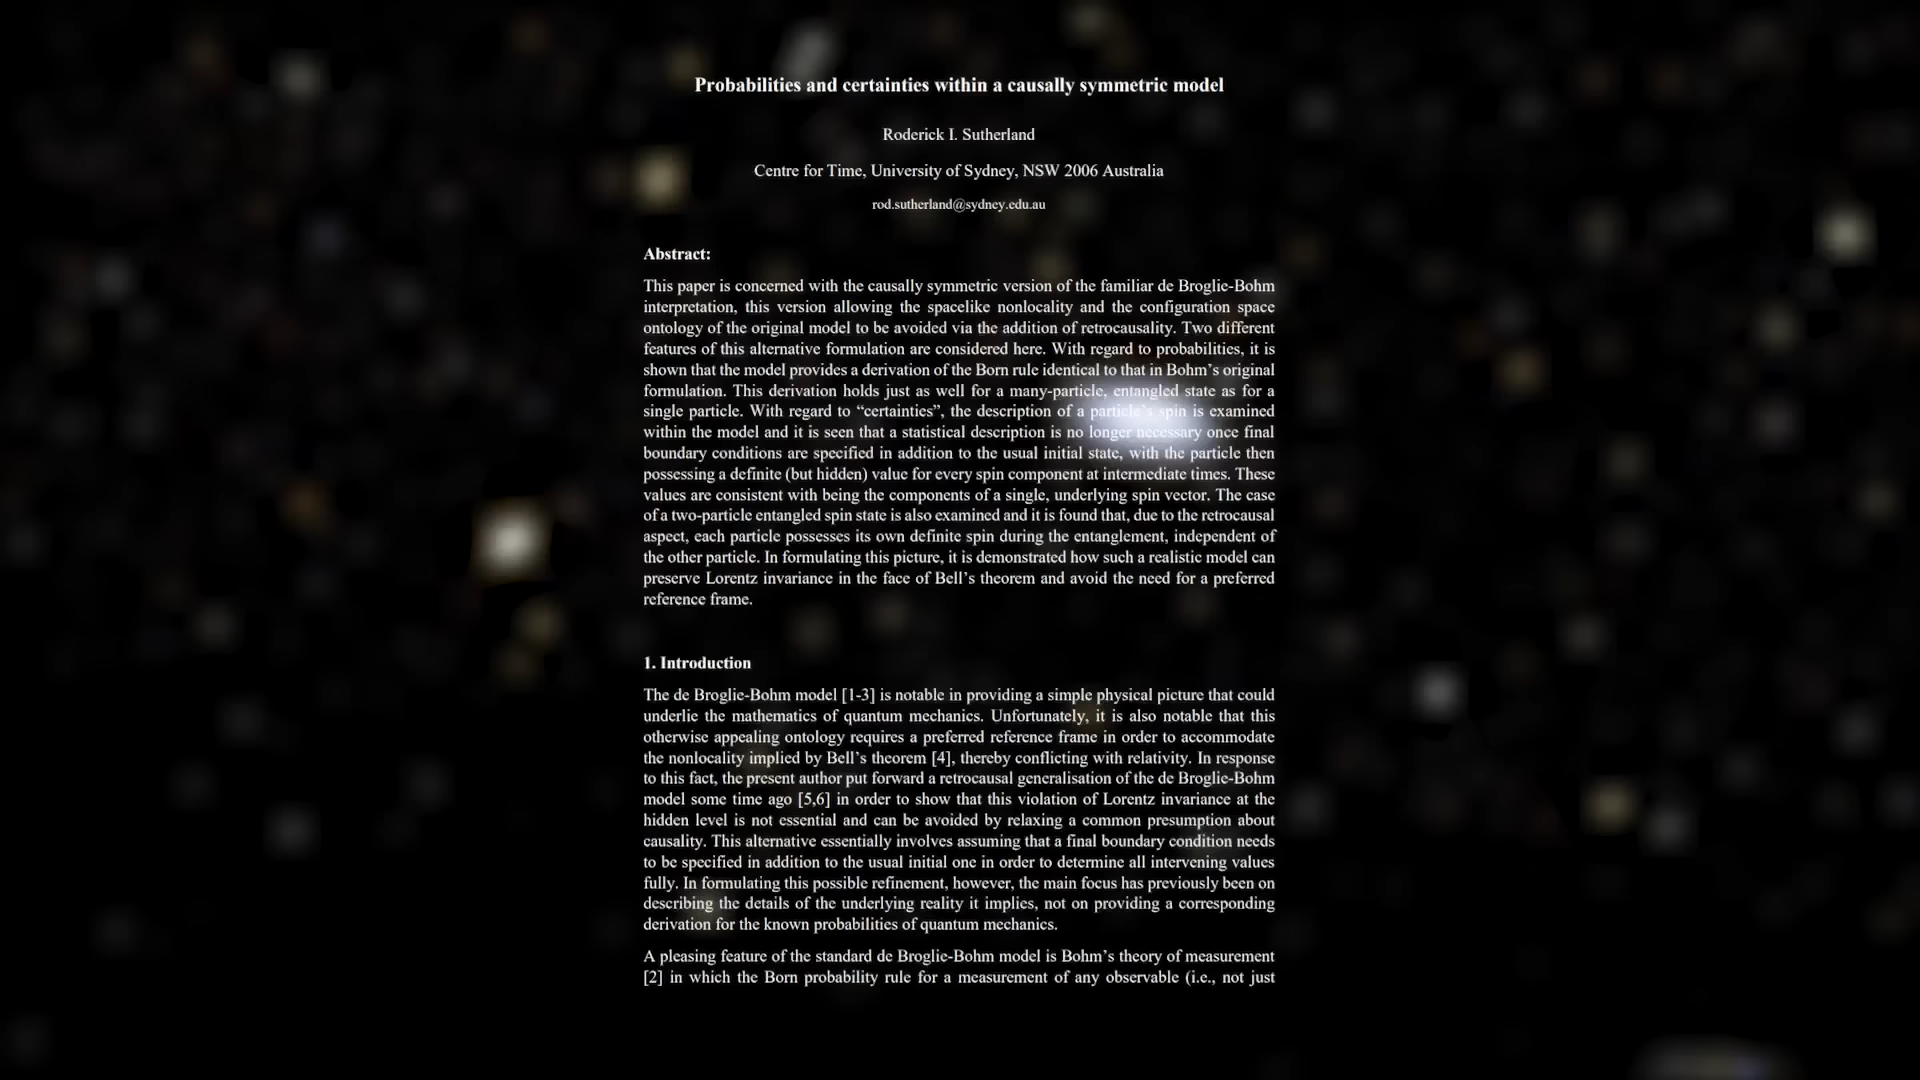 Probabilities and certainties within a causally symmetric model
Roderick I. Sutherland
Centre for Time, University of Sydney, NSW 2006 Australia
rod.sutherland@sydney.edu.au
Abstract:
This paper is concerned with the causally symmetric version of the familiar de Broglie-Bohm
interpretation, this version allowing the spacelike nonlocality and the configuration space
ontology of the original model to be avoided via the addition of retrocausality. Two different
features of this alternative formulation are considered here. With regard to probabilities, it is
shown that the model provides a derivation of the Born rule identical to that in Bohm's original
formulation. This derivation holds just as well for a many-particle, entangled state as for a
single particle. With regard to “certainties”, the description of a particle's spin is examined
within the model and it is seen that a statistical description is no longer necessary once final
boundary conditions are specified in addition to the usual initial state, with the particle then
possessing a definite (but hidden) value for every spin component at intermediate times. These
values are consistent with being the components of a single, underlying spin vector. The case
of a two-particle entangled spin state is also examined and it is found that, due to the retrocausal
aspect, each particle possesses its own definite spin during the entanglement, independent of
the other particle. In formulating this picture, it is demonstrated how such a realistic model can
preserve Lorentz invariance in the face of Bell's theorem and avoid the need for a preferred
reference frame.
1. Introduction
The de Broglie-Bohm model [1-3] is notable in providing a simple physical picture that could
underlie the mathematics of quantum mechanics. Unfortunately, it is also notable that this
otherwise appealing ontology requires a preferred reference frame in order to accommodate
the nonlocality implied by Bell's theorem [4], thereby conflicting with relativity. In response
to this fact, the present author put forward a retrocausal generalisation of the de Broglie-Bohm
model some time ago [5,6] in order to show that this violation of Lorentz invariance at the
hidden level is not essential and can be avoided by relaxing a common presumption about
causality. This alternative essentially involves assuming that a final boundary condition needs
to be specified in addition to the usual initial one in order to determine all intervening values
fully. In formulating this possible refinement, however, the main focus has previously been on
describing the details of the underlying reality it implies, not on providing a corresponding
derivation for the known probabilities of quantum mechanics.
A pleasing feature of the standard de Broglie-Bohm model is Bohm's theory of measurement
[2] in which the Born probability rule for a measurement of any observable (i.e., not just